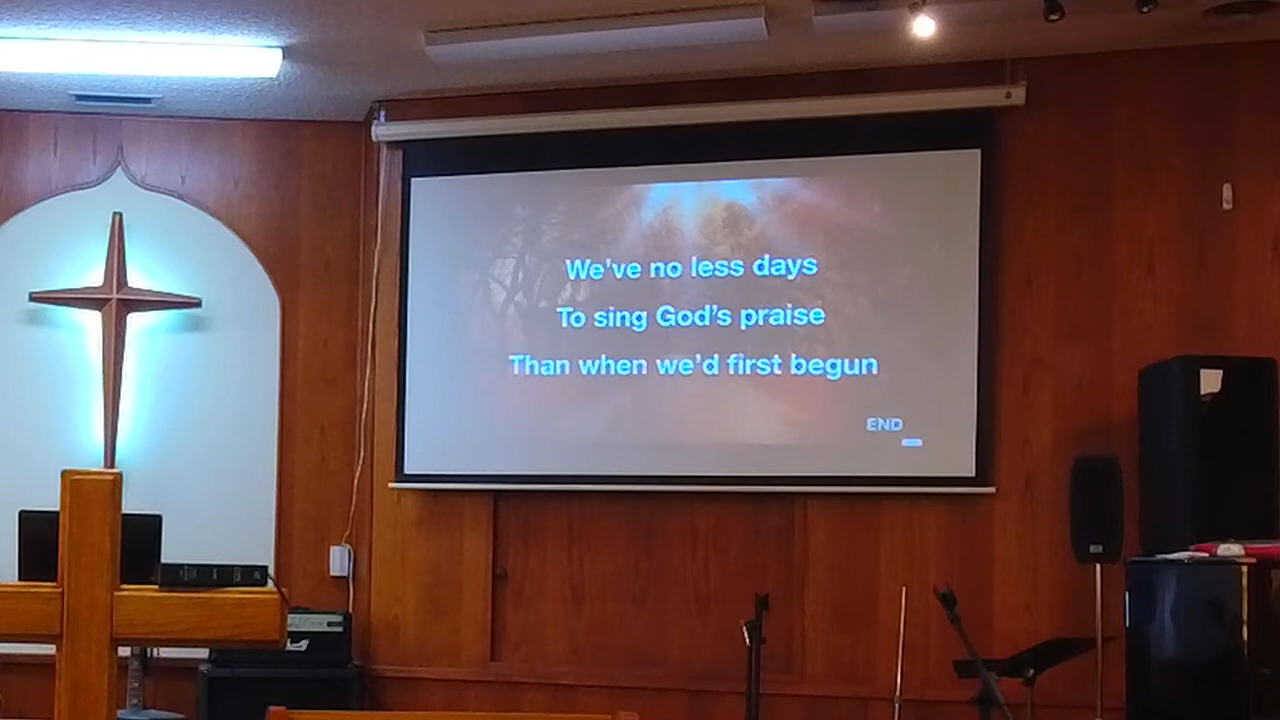 We've no less days
To sing God's praise
Than when we'd first begun
END